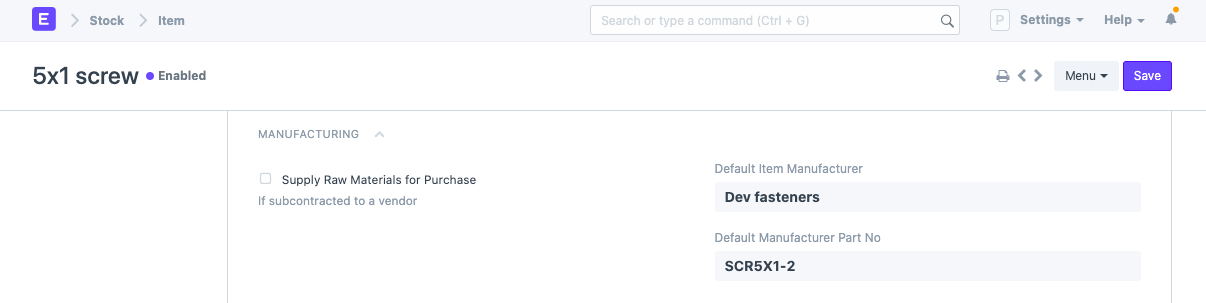 E Stock Item Search or type a command (Ctrl + G) P Settings Help
5x1 screw Enabled Menu Save
MANUFACTURING
Supply Raw Materials for Purchase
If subcontracted to a vendor
Default Item Manufacturer
Dev fasteners
Default Manufacturer Part No
SCR5X1-2